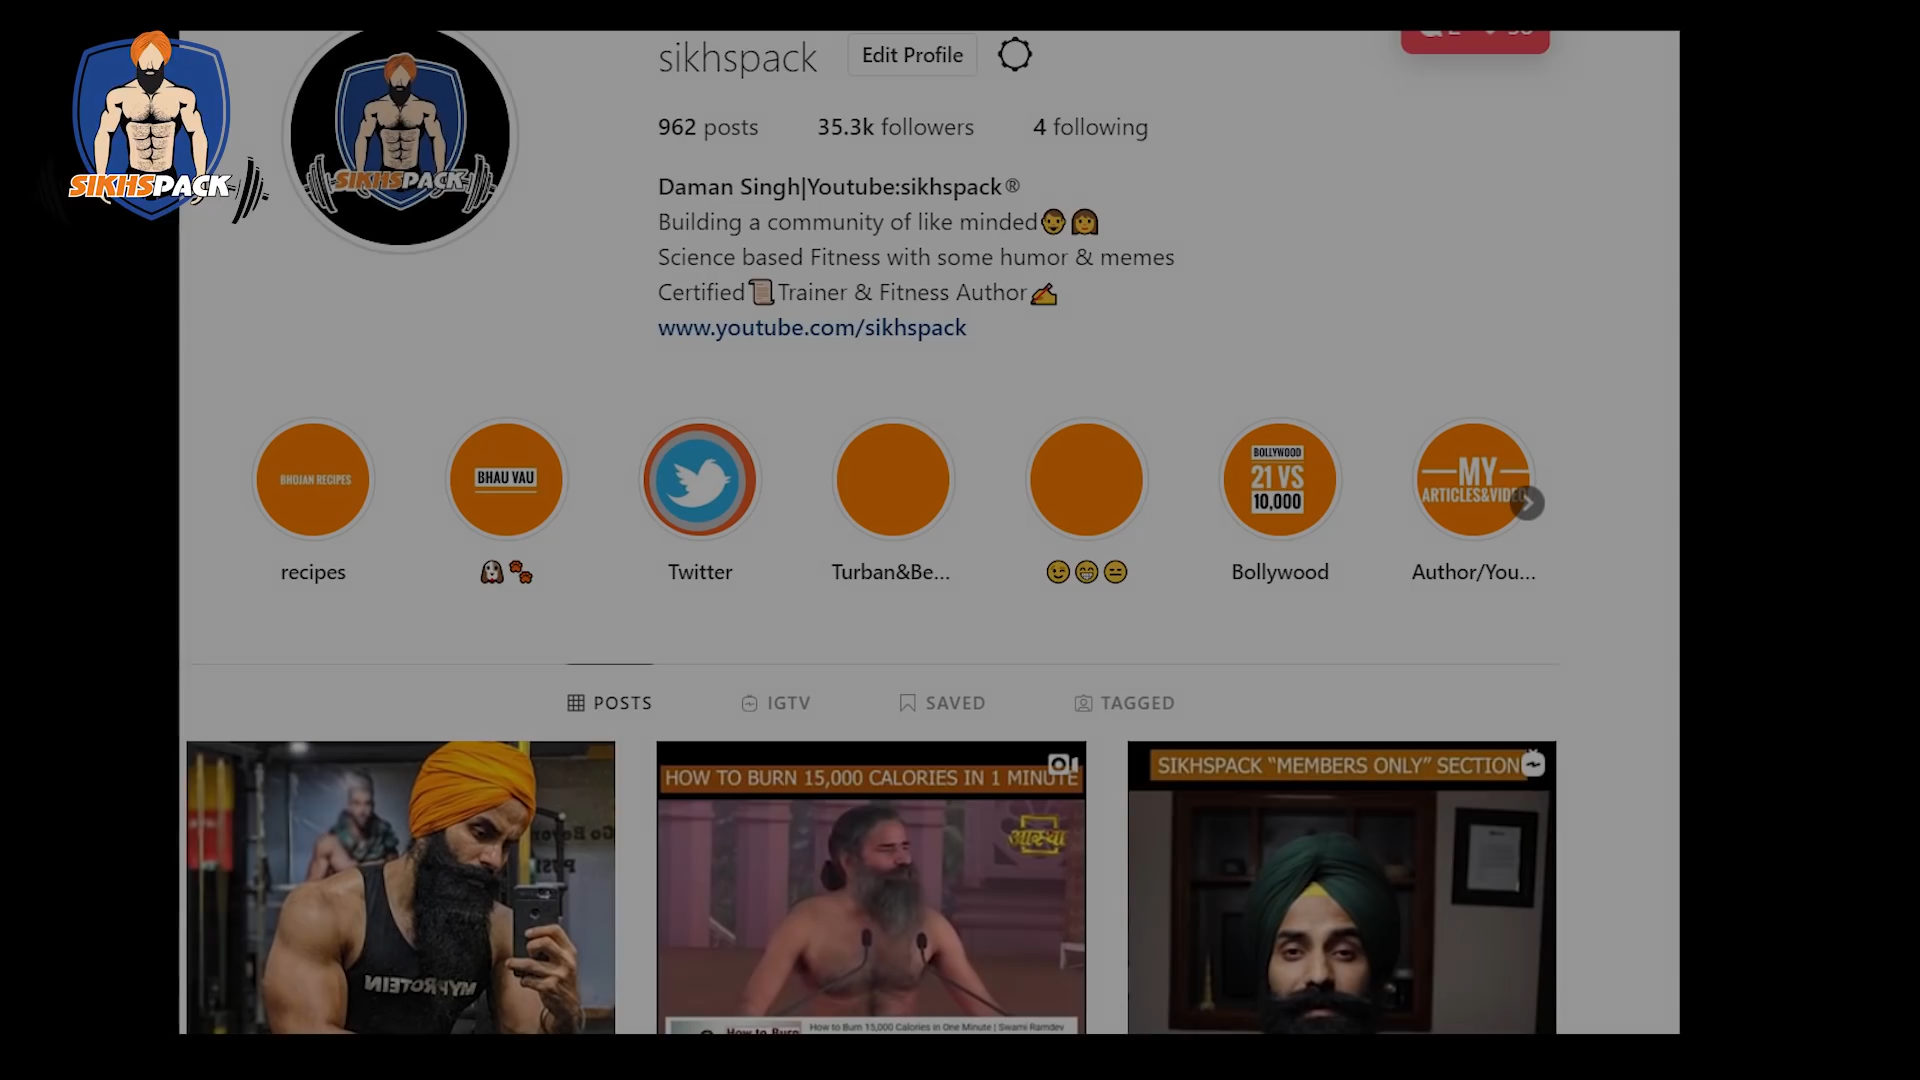 SIKHSPACK
SIKHSPACK
sikhspack
Edit Profile
962 posts
35.3k followers
4 following
Daman Singh|Youtube:sikhspack®
Building a community of like minded
Science based Fitness with some humor & memes
Certified📜Trainer & Fitness Author✍
www.youtube.com/sikhspack
BHOJAN RECIPES
BHAU VAU
BOLLYWOOD
21 VS
10,000
MY
ARTICLES&VIDEO
recipes
Twitter
Turban&Be...
😉😁😑
Bollywood
Author/You...
POSTS
IGTV
SAVED
TAGGED
HOW TO BURN 15,000 CALORIES IN 1 MINUTE
SIKHSPACK “MEMBERS ONLY” SECTION
आस्था
MYPROTEIN
How to Burn
How to Burn 15,000 Calories in One Minute | Swami Ramdev